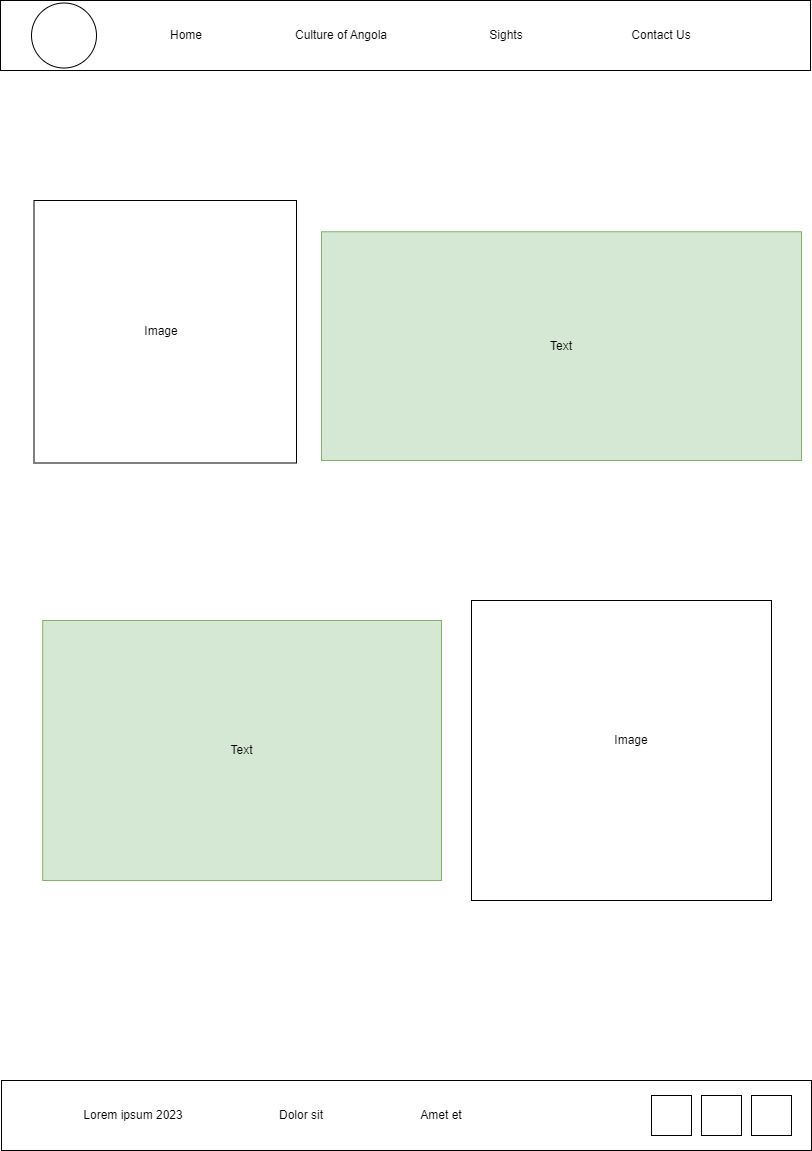 Home
Culture of Angola
Sights
Contact Us
Image
Text
Text
Image
Lorem ipsum 2023
Dolor sit
Amet et